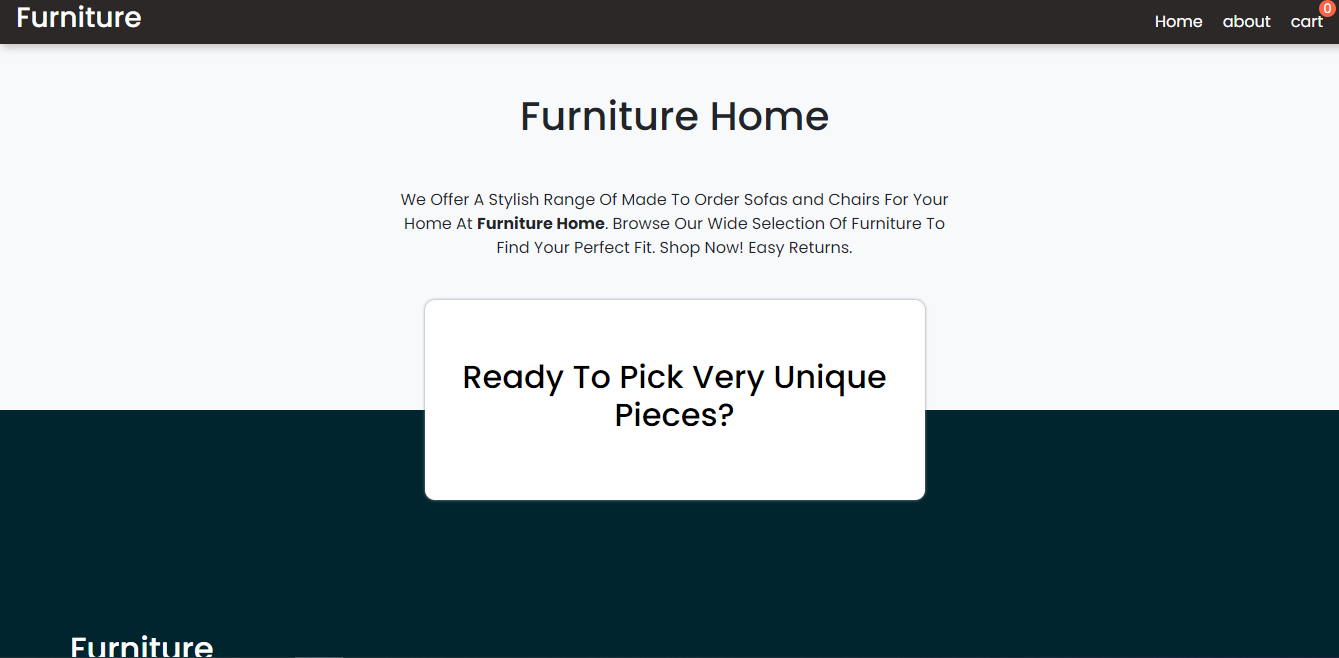 Furniture
Home about cart 0
Furniture Home
We Offer A Stylish Range Of Made To Order Sofas and Chairs For Your
Home At Furniture Home. Browse Our Wide Selection Of Furniture To
Find Your Perfect Fit. Shop Now! Easy Returns.
Ready To Pick Very Unique
Pieces?
Furniture